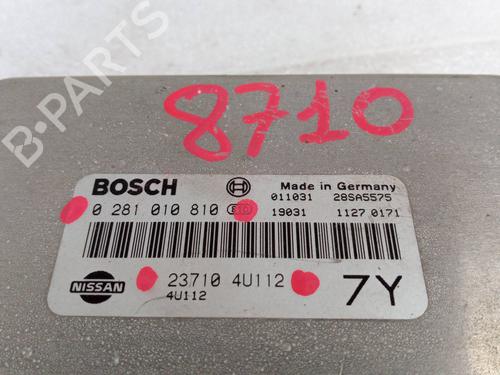 B-PARTS
8710
BOSCH
Made in Germany
0 281 010 810
011031 28SA5575
19031 1127 0171
NISSAN
23710 4U112
4U112
7Y